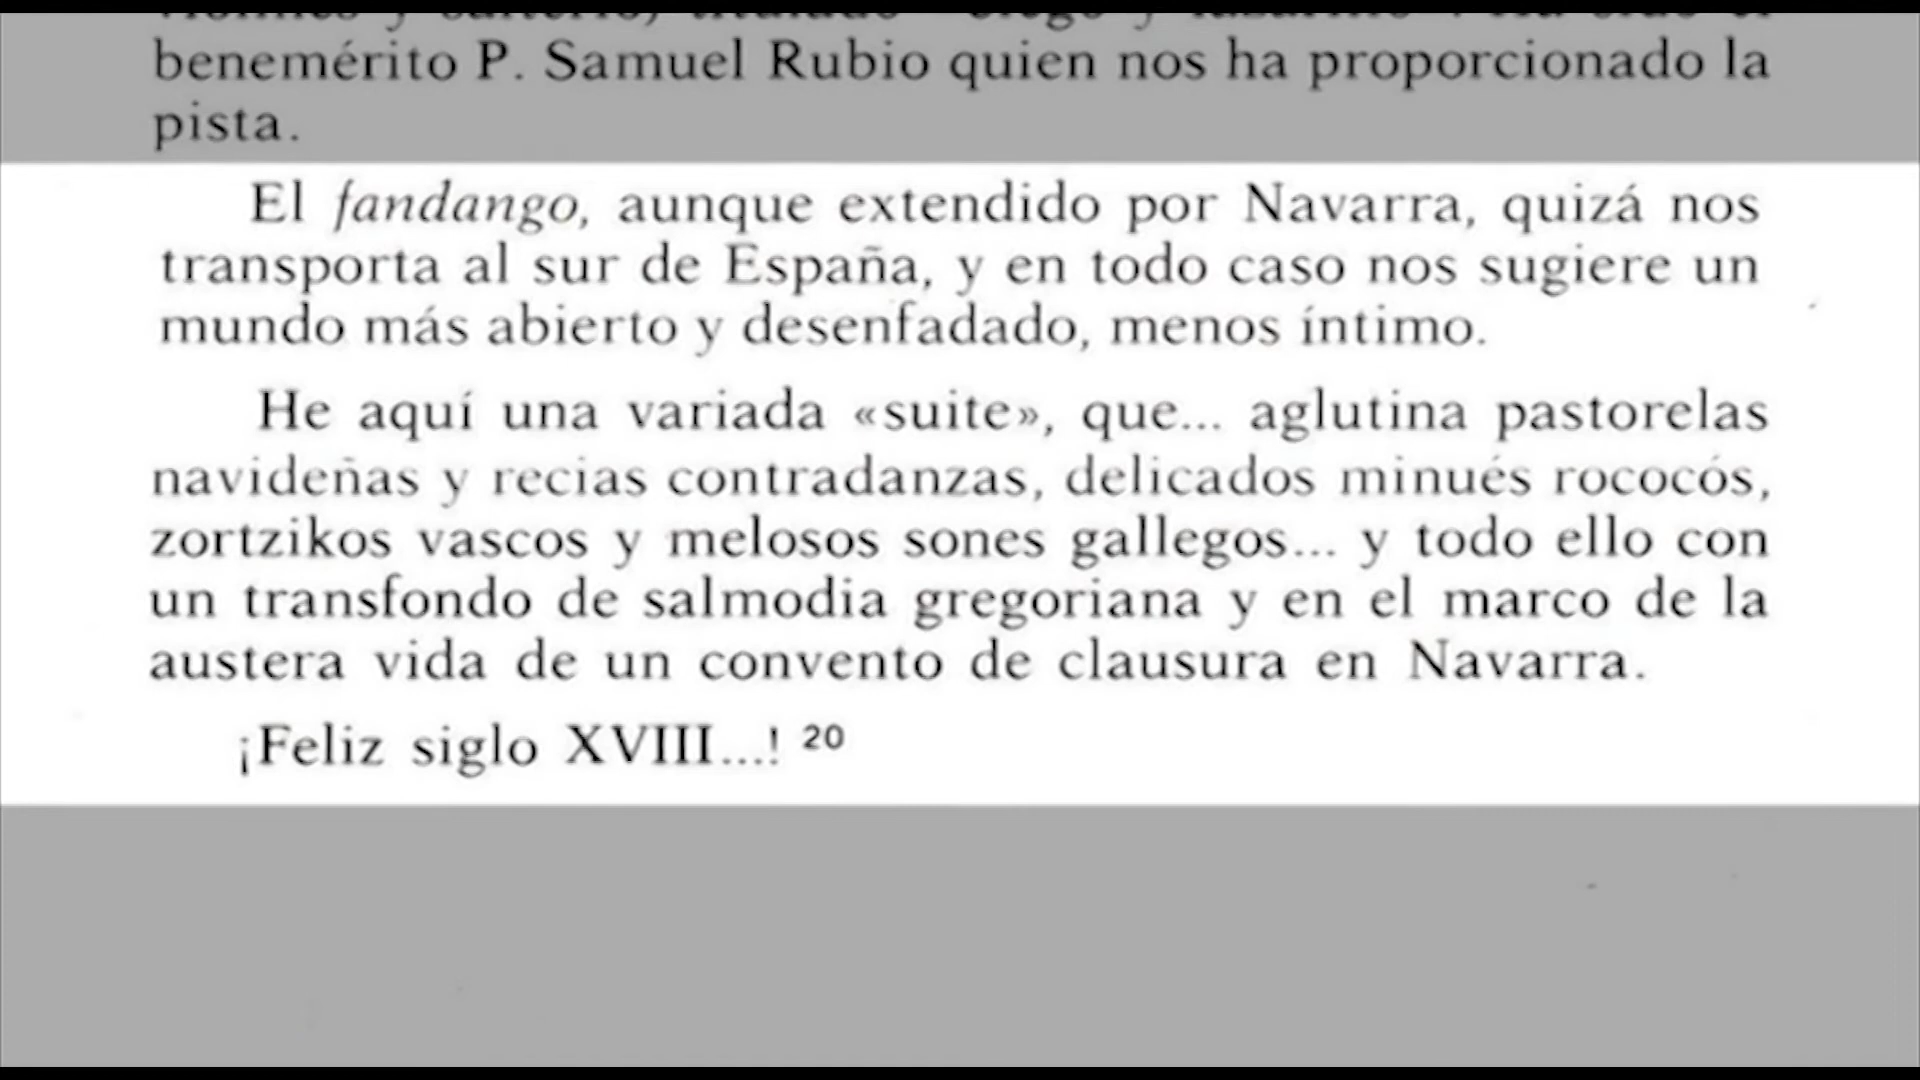 benemérito P. Samuel Rubio quien nos ha proporcionado la
pista.
El fandango, aunque extendido por Navarra, quizá nos
transporta al sur de España, y en todo caso nos sugiere un
mundo más abierto y desenfadado, menos íntimo.
He aquí una variada «suite», que... aglutina pastorelas
navideñas y recias contradanzas, delicados minués rococós,
zortzikos vascos y melosos sones gallegos... y todo ello con
un transfondo de salmodia gregoriana y en el marco de la
austera vida de un convento de clausura en Navarra.
¡Feliz siglo XVIII...! 20